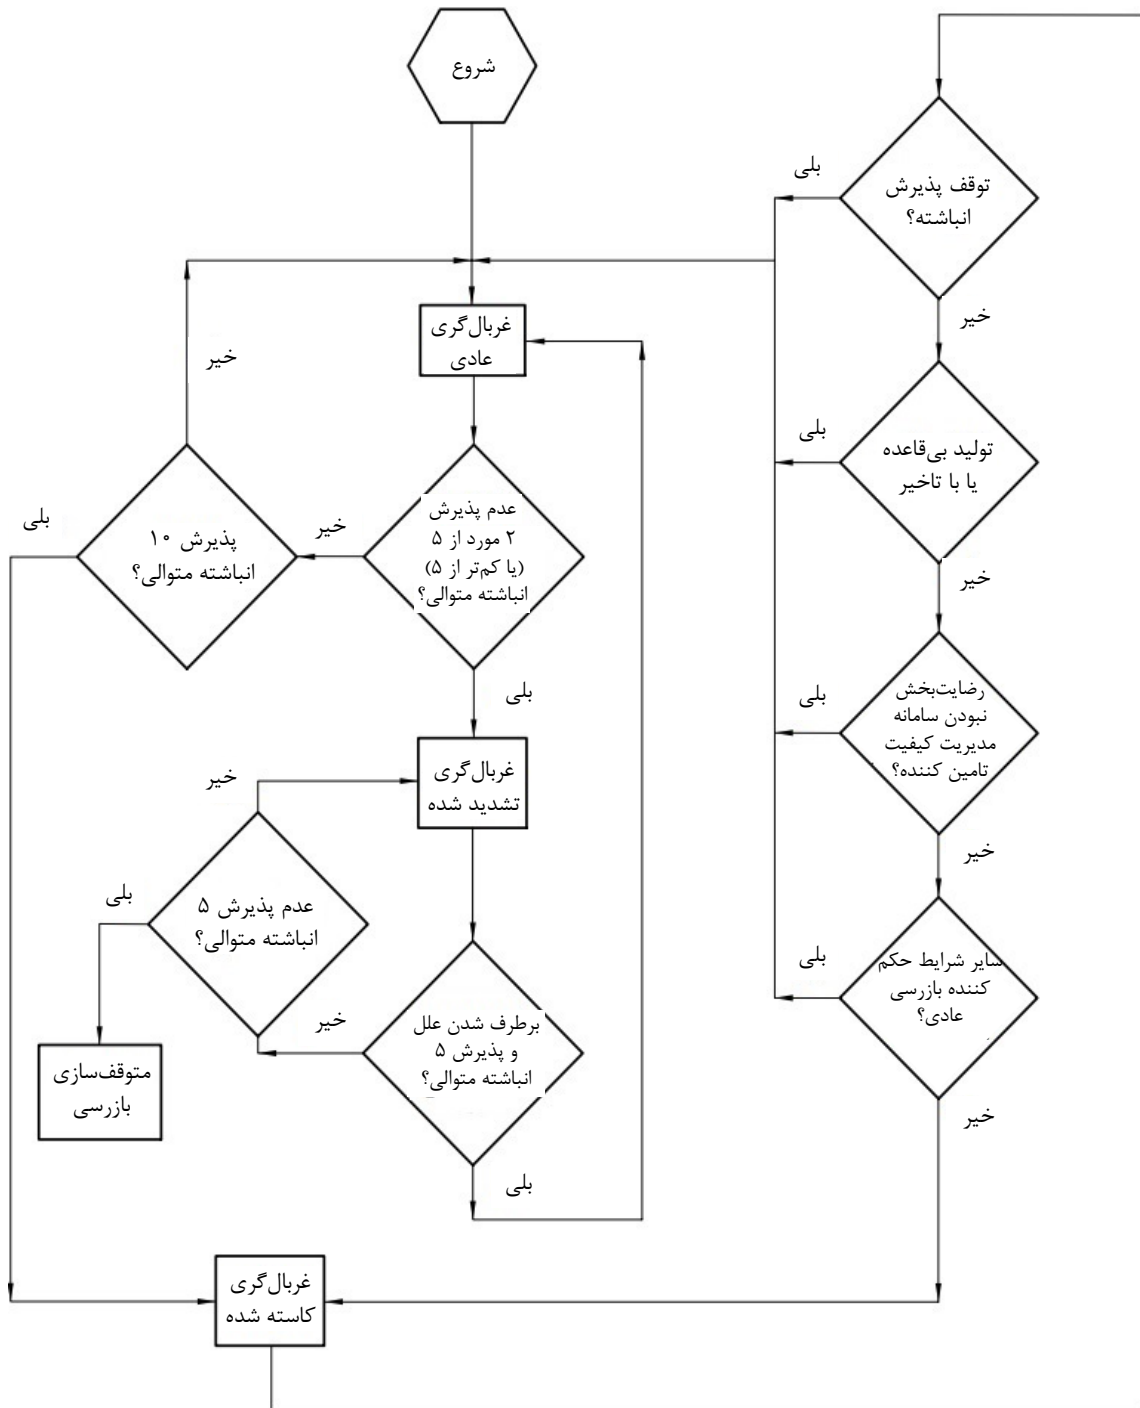 شروع
توقف پذیرش
انباشته؟
بلی
خیر
غربال‌گری
عادی
خیر
تولید بی‌قاعده
یا با تاخیر
بلی
خیر
عدم پذیرش
۲ مورد از ۵
(یا کم‌تر از ۵)
انباشته متوالی؟
خیر
بلی
پذیرش ۱۰
انباشته متوالی؟
بلی
رضایت‌بخش
نبودن سامانه
مدیریت کیفیت
تامین کننده؟
بلی
خیر
غربال‌گری
تشدید شده
خیر
عدم پذیرش ۵
انباشته متوالی؟
بلی
سایر شرایط حکم
کننده بازرسی
عادی؟
بلی
خیر
برطرف شدن علل
و پذیرش ۵
انباشته متوالی؟
خیر
بلی
متوقف‌سازی
بازرسی
غربال‌گری
کاسته شده